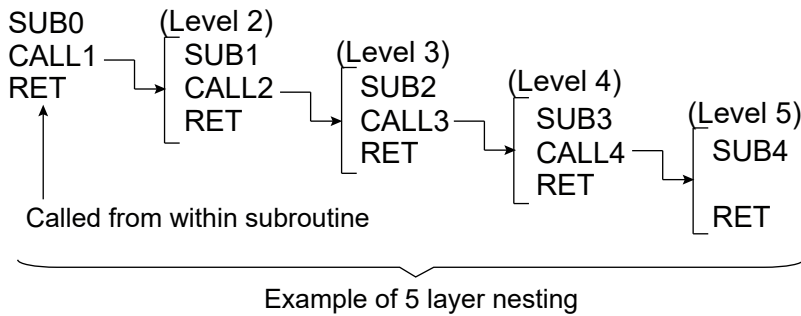 SUB0
CALL1
RET
(Level 2)
SUB1
CALL2
RET
(Level 3)
SUB2
CALL3
RET
(Level 4)
SUB3
CALL4
RET
(Level 5)
SUB4
RET
Called from within subroutine
Example of 5 layer nesting